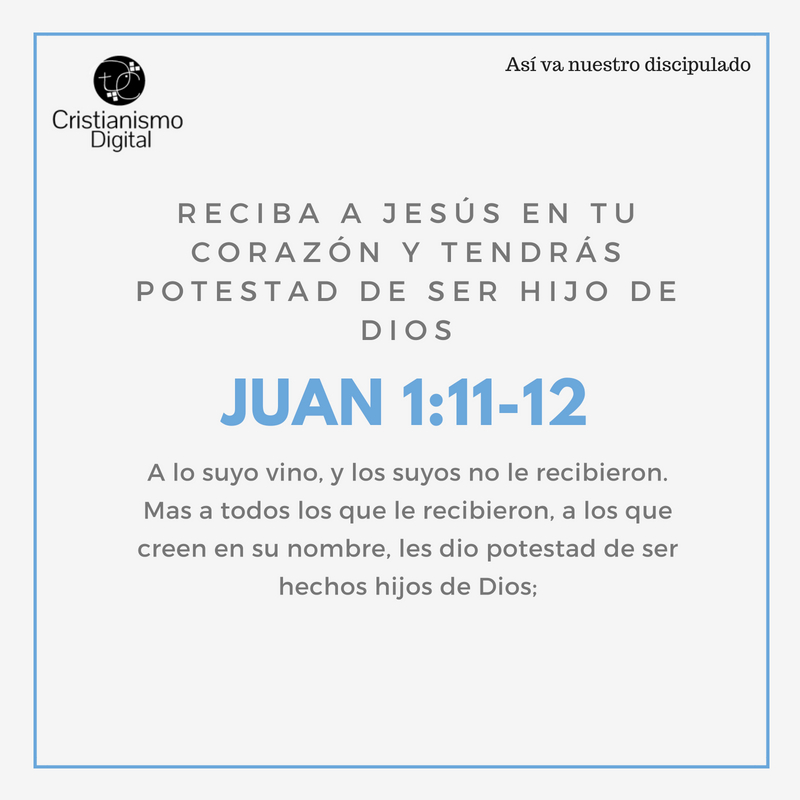 Cristianismo
Digital
Así va nuestro discipulado
RECIBA A JESÚS EN TU
CORAZÓN Y TENDRÁS
POTESTAD DE SER HIJO DE
DIOS
JUAN 1:11-12
A lo suyo vino, y los suyos no le recibieron.
Mas a todos los que le recibieron, a los que
creen en su nombre, les dio potestad de ser
hechos hijos de Dios;